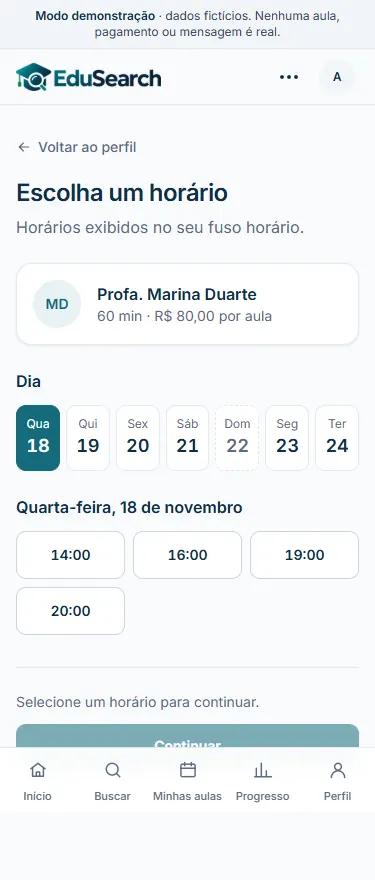 Modo demonstração · dados fictícios. Nenhuma aula,
pagamento ou mensagem é real.
EduSearch
A
← Voltar ao perfil
Escolha um horário
Horários exibidos no seu fuso horário.
MD
Profa. Marina Duarte
60 min · R$ 80,00 por aula
Dia
Qua Qui Sex Sáb Dom Seg Ter
18 19 20 21 22 23 24
Quarta-feira, 18 de novembro
14:00 16:00 19:00
20:00
Selecione um horário para continuar.
Continuar
Início Buscar Minhas aulas Progresso Perfil